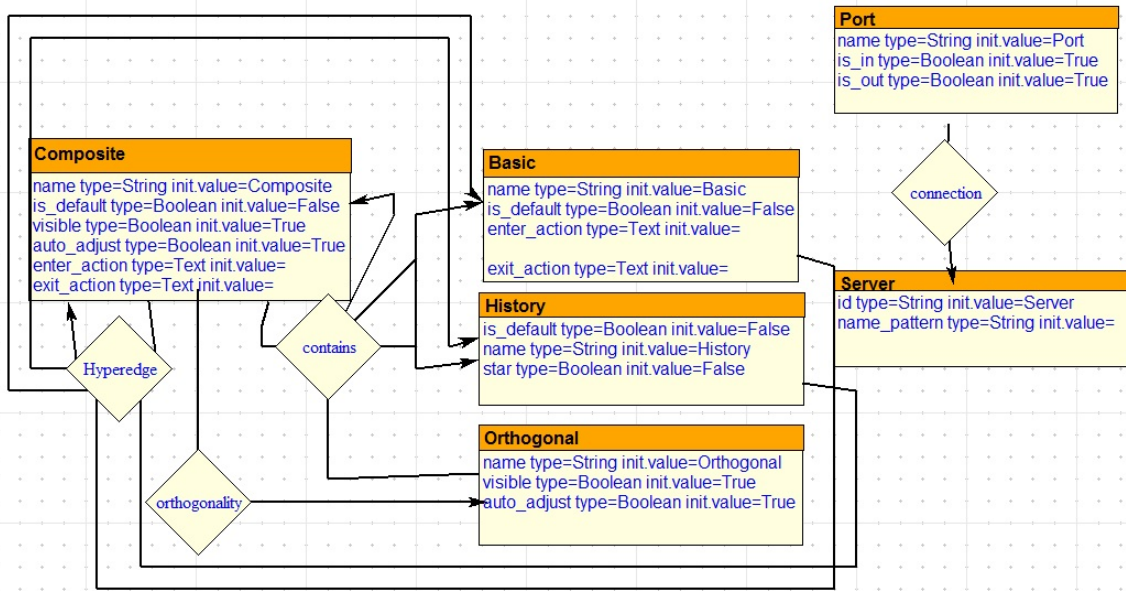 Port
name type=String init.value=Port
is_in type=Boolean init.value=True
is_out type=Boolean init.value=True
Composite
name type=String init.value=Composite
is_default type=Boolean init.value=False
visible type=Boolean init.value=True
auto_adjust type=Boolean init.value=True
enter_action type=Text init.value=
exit_action type=Text init.value=
Basic
name type=String init.value=Basic
is_default type=Boolean init.value=False
enter_action type=Text init.value=
exit_action type=Text init.value=
connection
Server
id type=String init.value=Server
name_pattern type=String init.value=
History
is_default type=Boolean init.value=False
name type=String init.value=History
star type=Boolean init.value=False
contains
Hyperedge
Orthogonal
name type=String init.value=Orthogonal
visible type=Boolean init.value=True
auto_adjust type=Boolean init.value=True
orthogonality